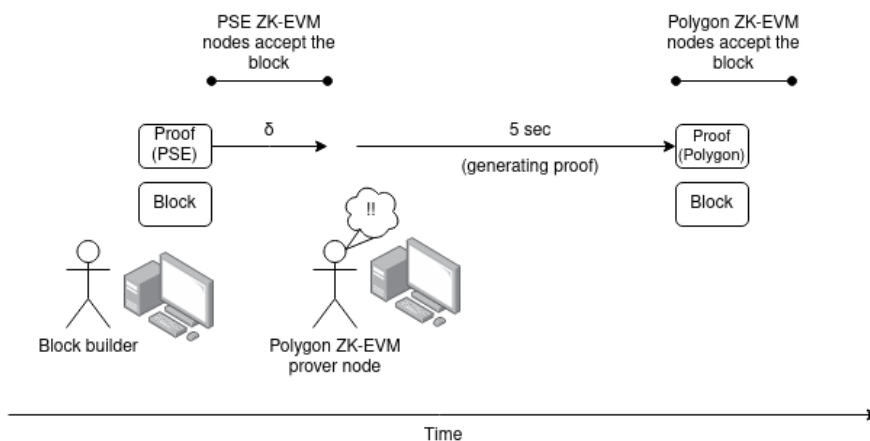 PSE ZK-EVM
nodes accept the
block
Polygon ZK-EVM
nodes accept the
block
Proof
(PSE)
δ
5 sec
(generating proof)
Proof
(Polygon)
Block
!!
Block
Block builder
Polygon ZK-EVM
prover node
Time